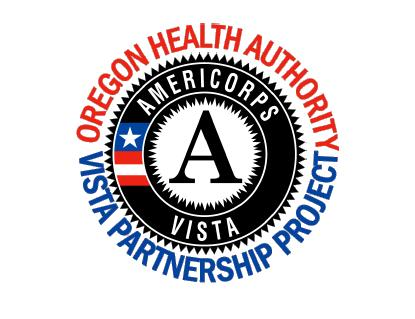 OREGON HEALTH AUTHORITY
AMERICORPS
A
VISTA
VISTA PARTNERSHIP PROJECT